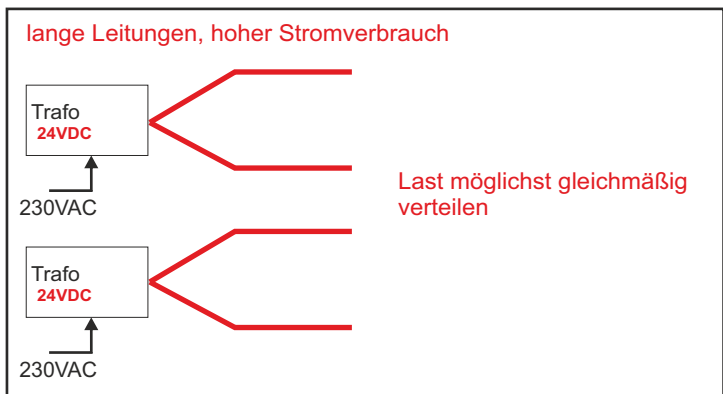 lange Leitungen, hoher Stromverbrauch
Trafo
24VDC
230VAC
Last möglichst gleichmäßig
verteilen
Trafo
24VDC
230VAC